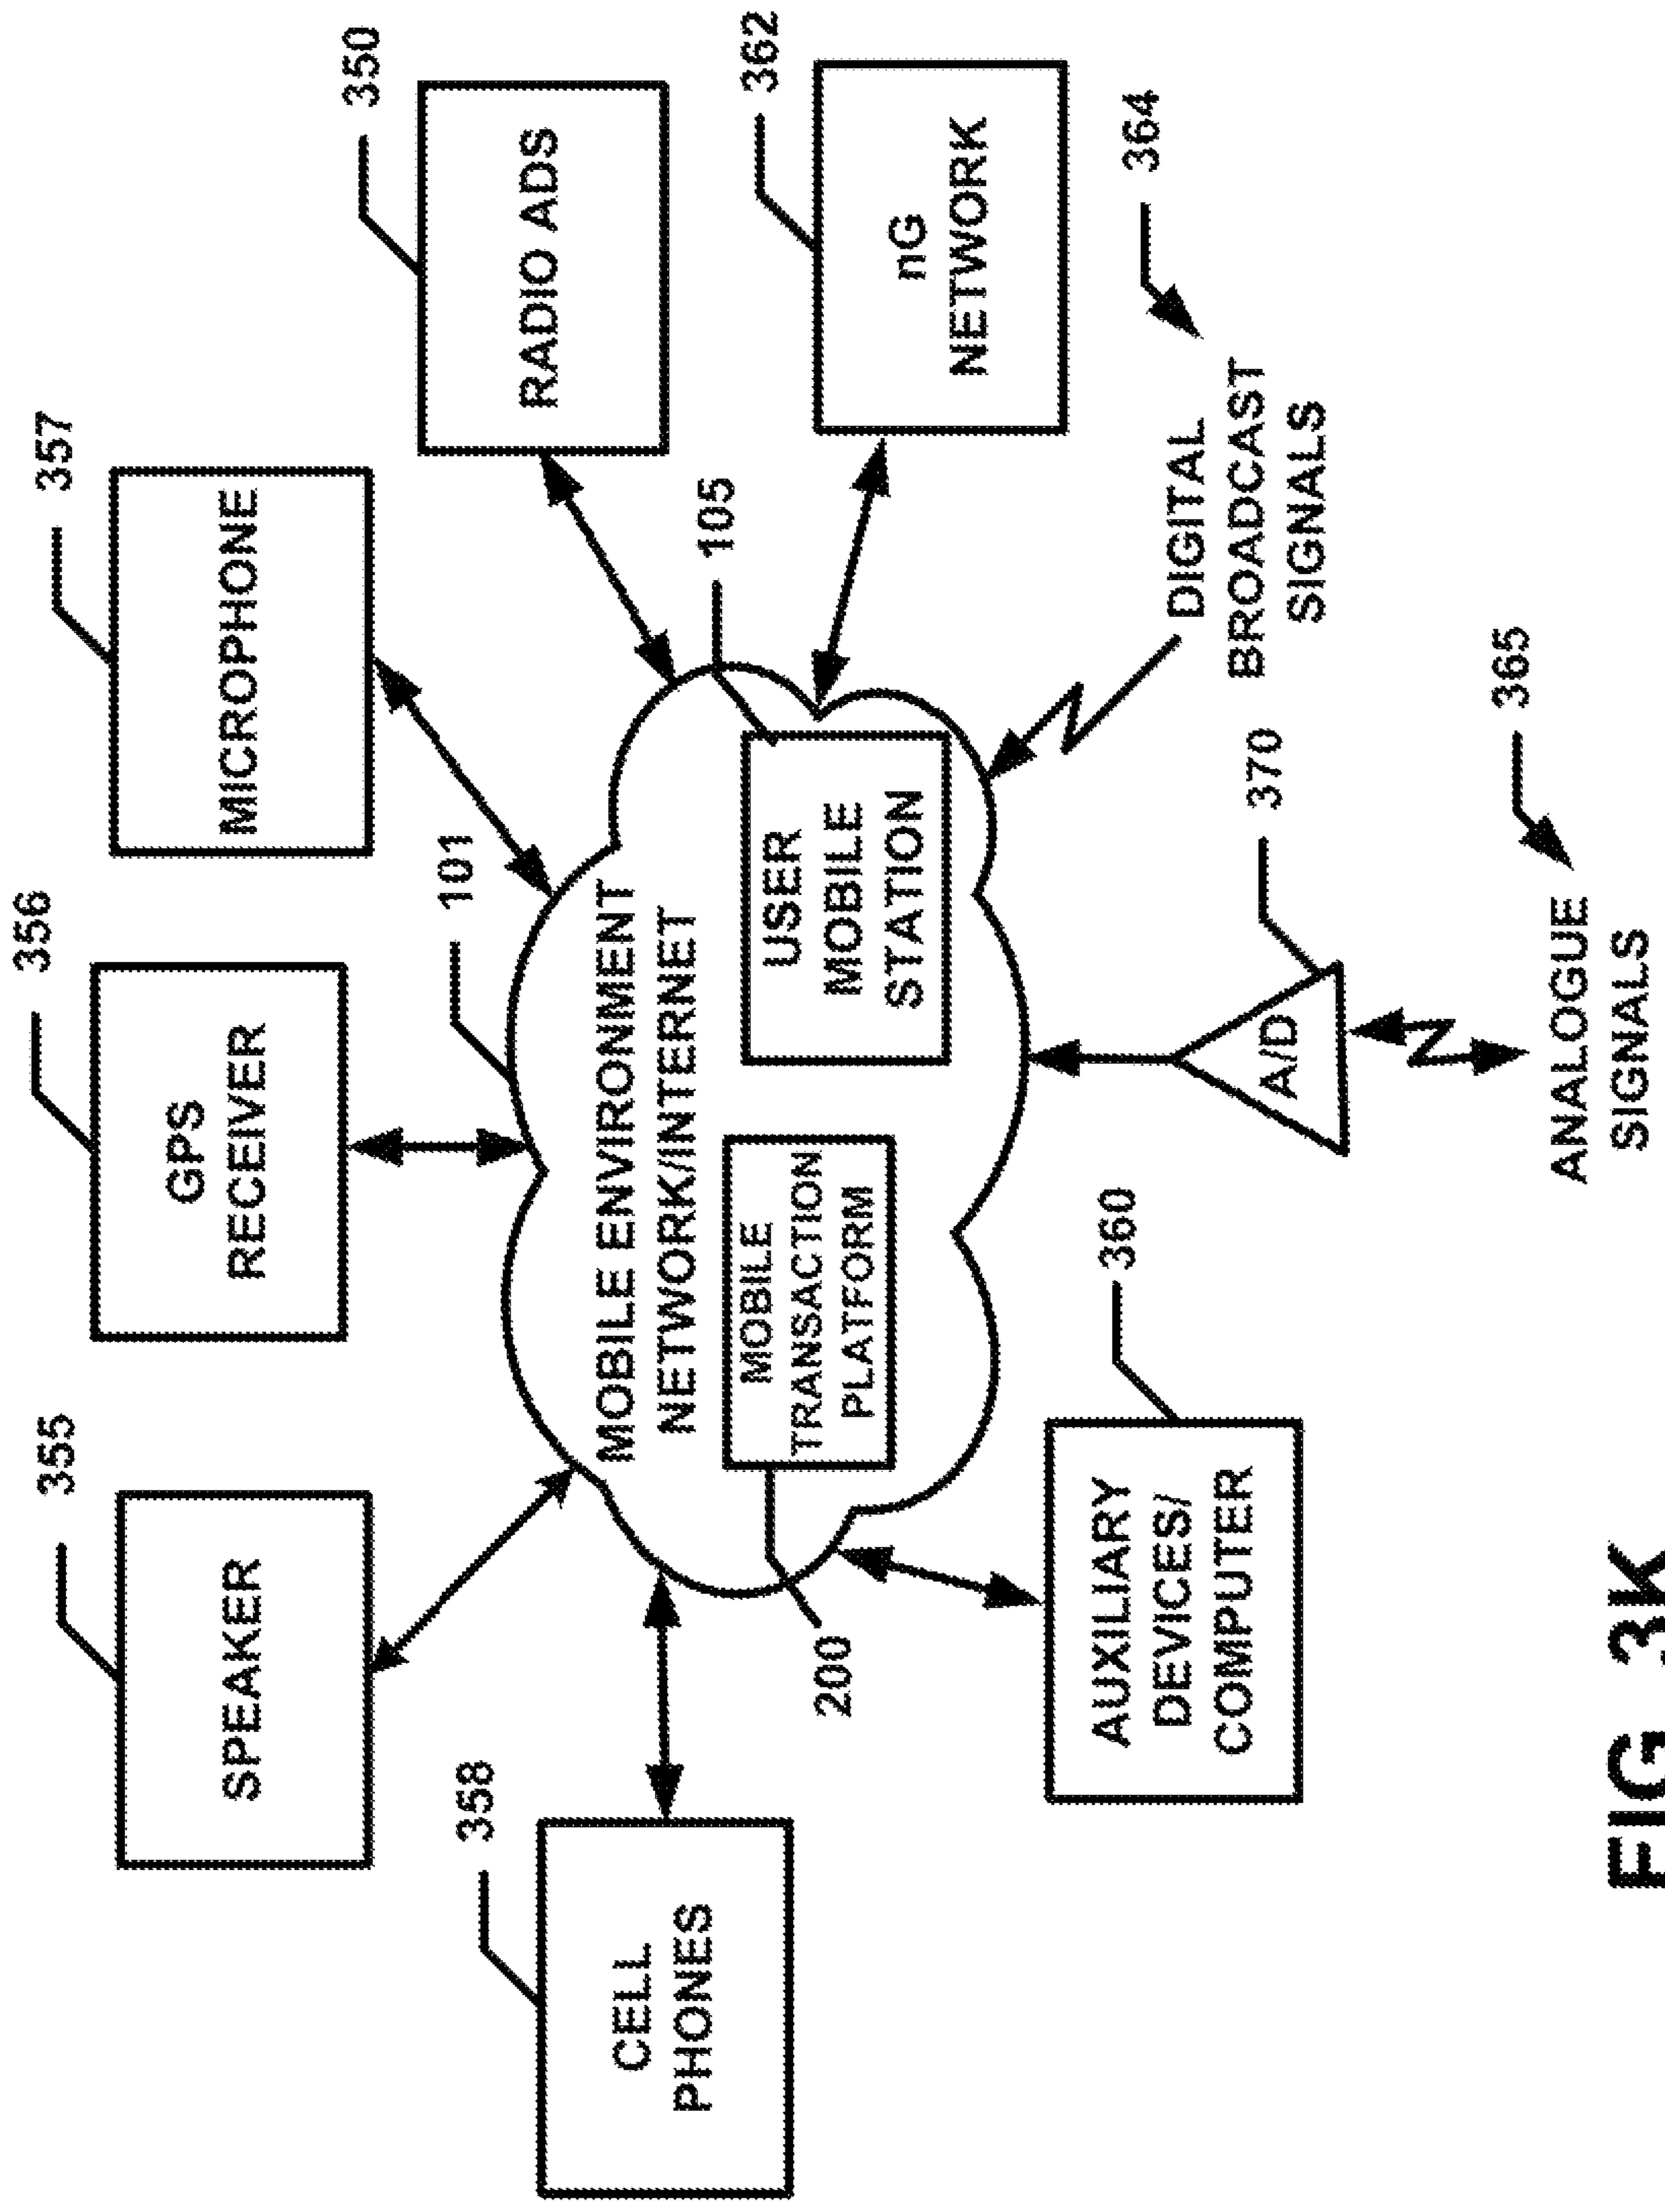 355
SPEAKER
356
GPS
RECEIVER
357
MICROPHONE
350
RADIO ADS
358
CELL
PHONES
101
MOBILE ENVIRONMENT
NETWORK/INTERNET
105
200
MOBILE
TRANSACTION
PLATFORM
USER
MOBILE
STATION
362
nG
NETWORK
360
AUXILIARY
DEVICES/
COMPUTER
370
A/D
364
DIGITAL
BROADCAST
SIGNALS
365
ANALOGUE
SIGNALS
FIG. 3K